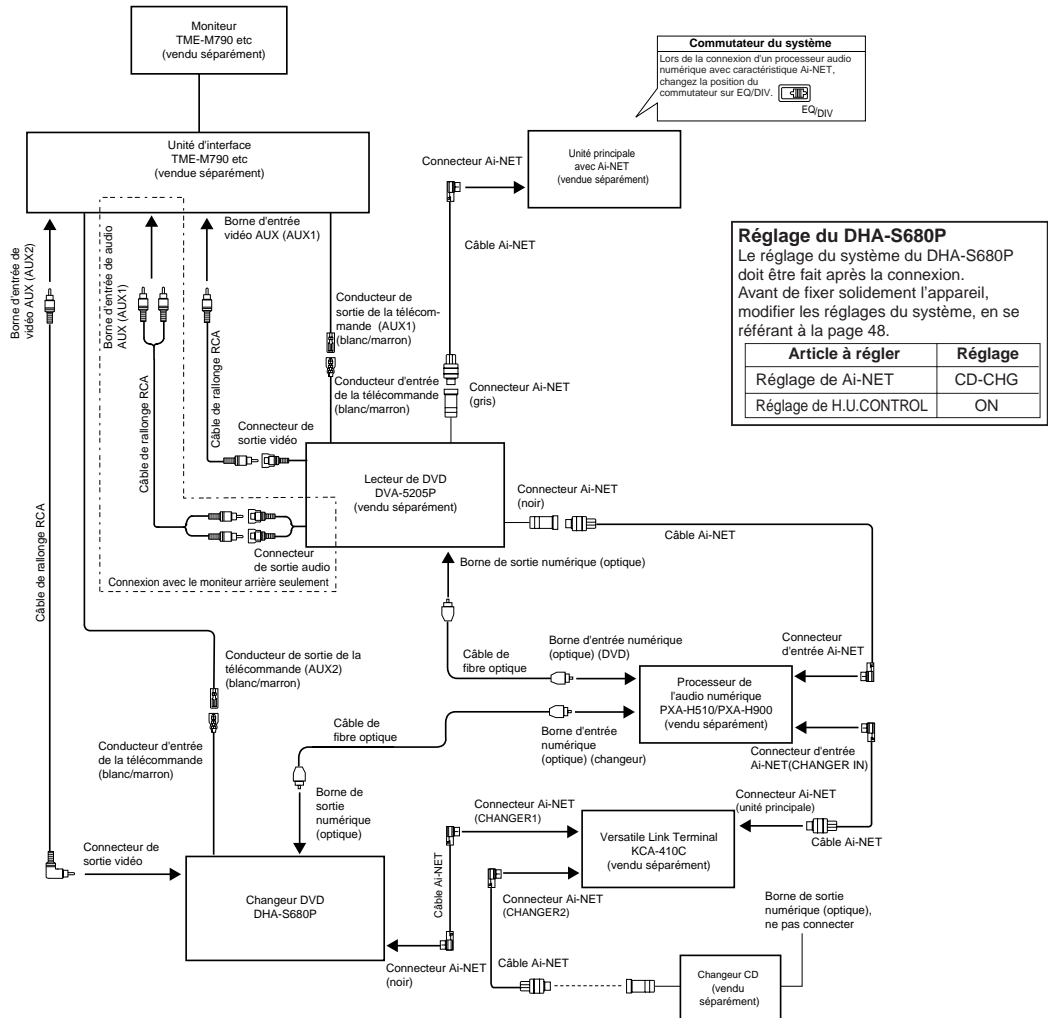 Moniteur
TME-M790 etc
(vendu séparément)
Commutateur du système
Lors de la connexion d'un processeur audio
numérique avec caractéristique Ai-NET,
changez la position du
commutateur sur EQ/DIV.
EQ/DIV
Unité d'interface
TME-M790 etc
(vendue séparément)
Connecteur Ai-NET
Unité principale
avec Ai-NET
(vendue séparément)
Borne d'entrée de
vidéo AUX (AUX2)
Borne d'entrée de audio
AUX (AUX1)
Borne d'entrée
vidéo AUX (AUX1)
Câble Ai-NET
Réglage du DHA-S680P
Le réglage du système du DHA-S680P
doit être fait après la connexion.
Avant de fixer solidement l'appareil,
modifier les réglages du système, en se
référant à la page 48.
Article à régler Réglage
Réglage de Ai-NET CD-CHG
Réglage de H.U.CONTROL ON
Conducteur de
sortie de la télécom-
mande (AUX1)
(blanc/marron)
Conducteur d'entrée
de la télécommande
(blanc/marron)
Connecteur Ai-NET
(gris)
Câble de rallonge RCA
Câble de rallonge RCA
Câble de rallonge RCA
Connecteur de
sortie vidéo
Lecteur de DVD
DVA-5205P
(vendu séparément)
Connecteur Ai-NET
(noir)
Câble Ai-NET
Connecteur
de sortie audio
Connexion avec le moniteur arrière seulement
Borne de sortie numérique (optique)
Conducteur de sortie de la
télécommande (AUX2)
(blanc/marron)
Câble de
fibre optique
Borne d'entrée numérique
(optique) (DVD)
Connecteur
d'entrée Ai-NET
Processeur de
l'audio numérique
PXA-H510/PXA-H900
(vendu séparément)
Câble de
fibre optique
Borne d'entrée
numérique
(optique) (changeur)
Conducteur d'entrée
de la télécommande
(blanc/marron)
Connecteur d'entrée
Ai-NET(CHANGER IN)
Borne de
sortie
numérique
(optique)
Connecteur Ai-NET
(CHANGER1)
Connecteur Ai-NET
(unité principale)
Versatile Link Terminal
KCA-410C
(vendu séparément)
Câble Ai-NET
Connecteur de
sortie vidéo
Changeur DVD
DHA-S680P
Câble Ai-NET
Connecteur Ai-NET
(CHANGER2)
Borne de sortie
numérique (optique),
ne pas connecter
Connecteur Ai-NET
(noir)
Câble Ai-NET
Changeur CD
(vendu
séparément)